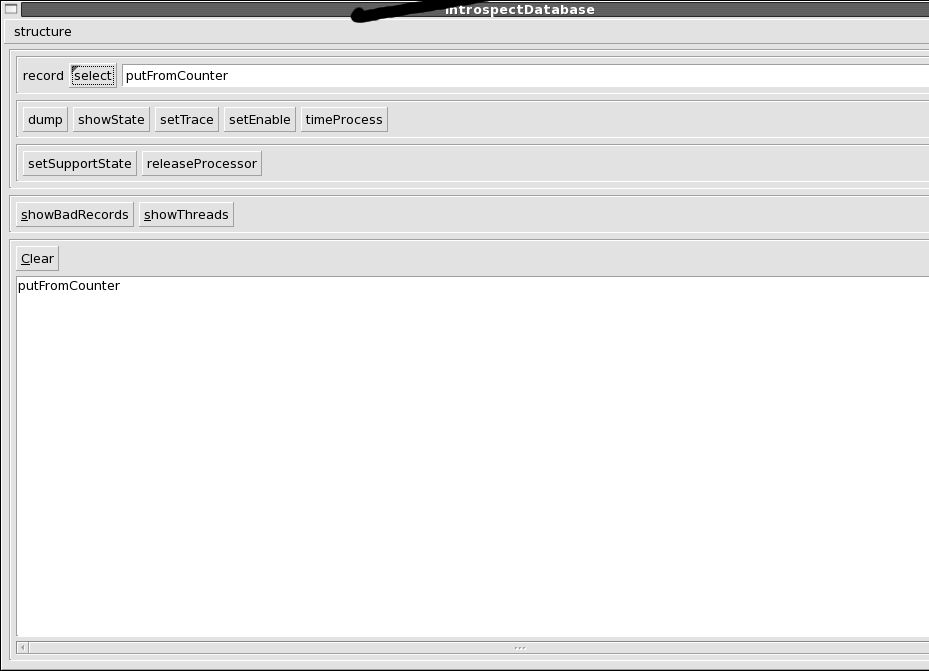 introspectDatabase
structure
record select putFromCounter
dump showState setTrace setEnable timeProcess
setSupportState releaseProcessor
showBadRecords showThreads
Clear
putFromCounter